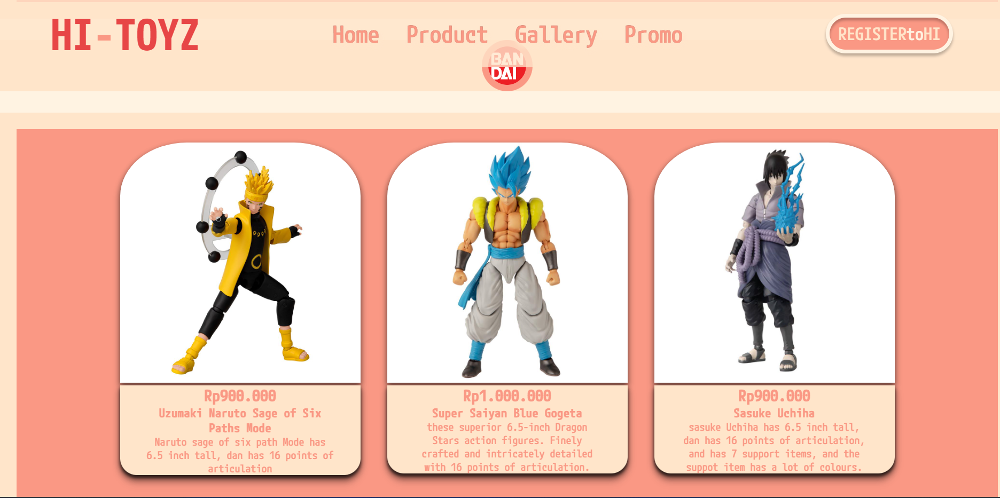 HI-TOYZ
Home Product Gallery Promo
REGISTERtoHI
BAN
DAI
Rp900.000
Uzumaki Naruto Sage of Six
Paths Mode
Naruto sage of six path Mode has
6.5 inch tall, dan has 16 points of
articulation
Rp1.000.000
Super Saiyan Blue Gogeta
these superior 6.5-inch Dragon
Stars action figures. Finely
crafted and intricately detailed
with 16 points of articulation.
Rp900.000
Sasuke Uchiha
sasuke Uchiha has 6.5 inch tall,
dan has 16 points of articulation,
and has 7 support items, and the
suppot item has a lot of colours.